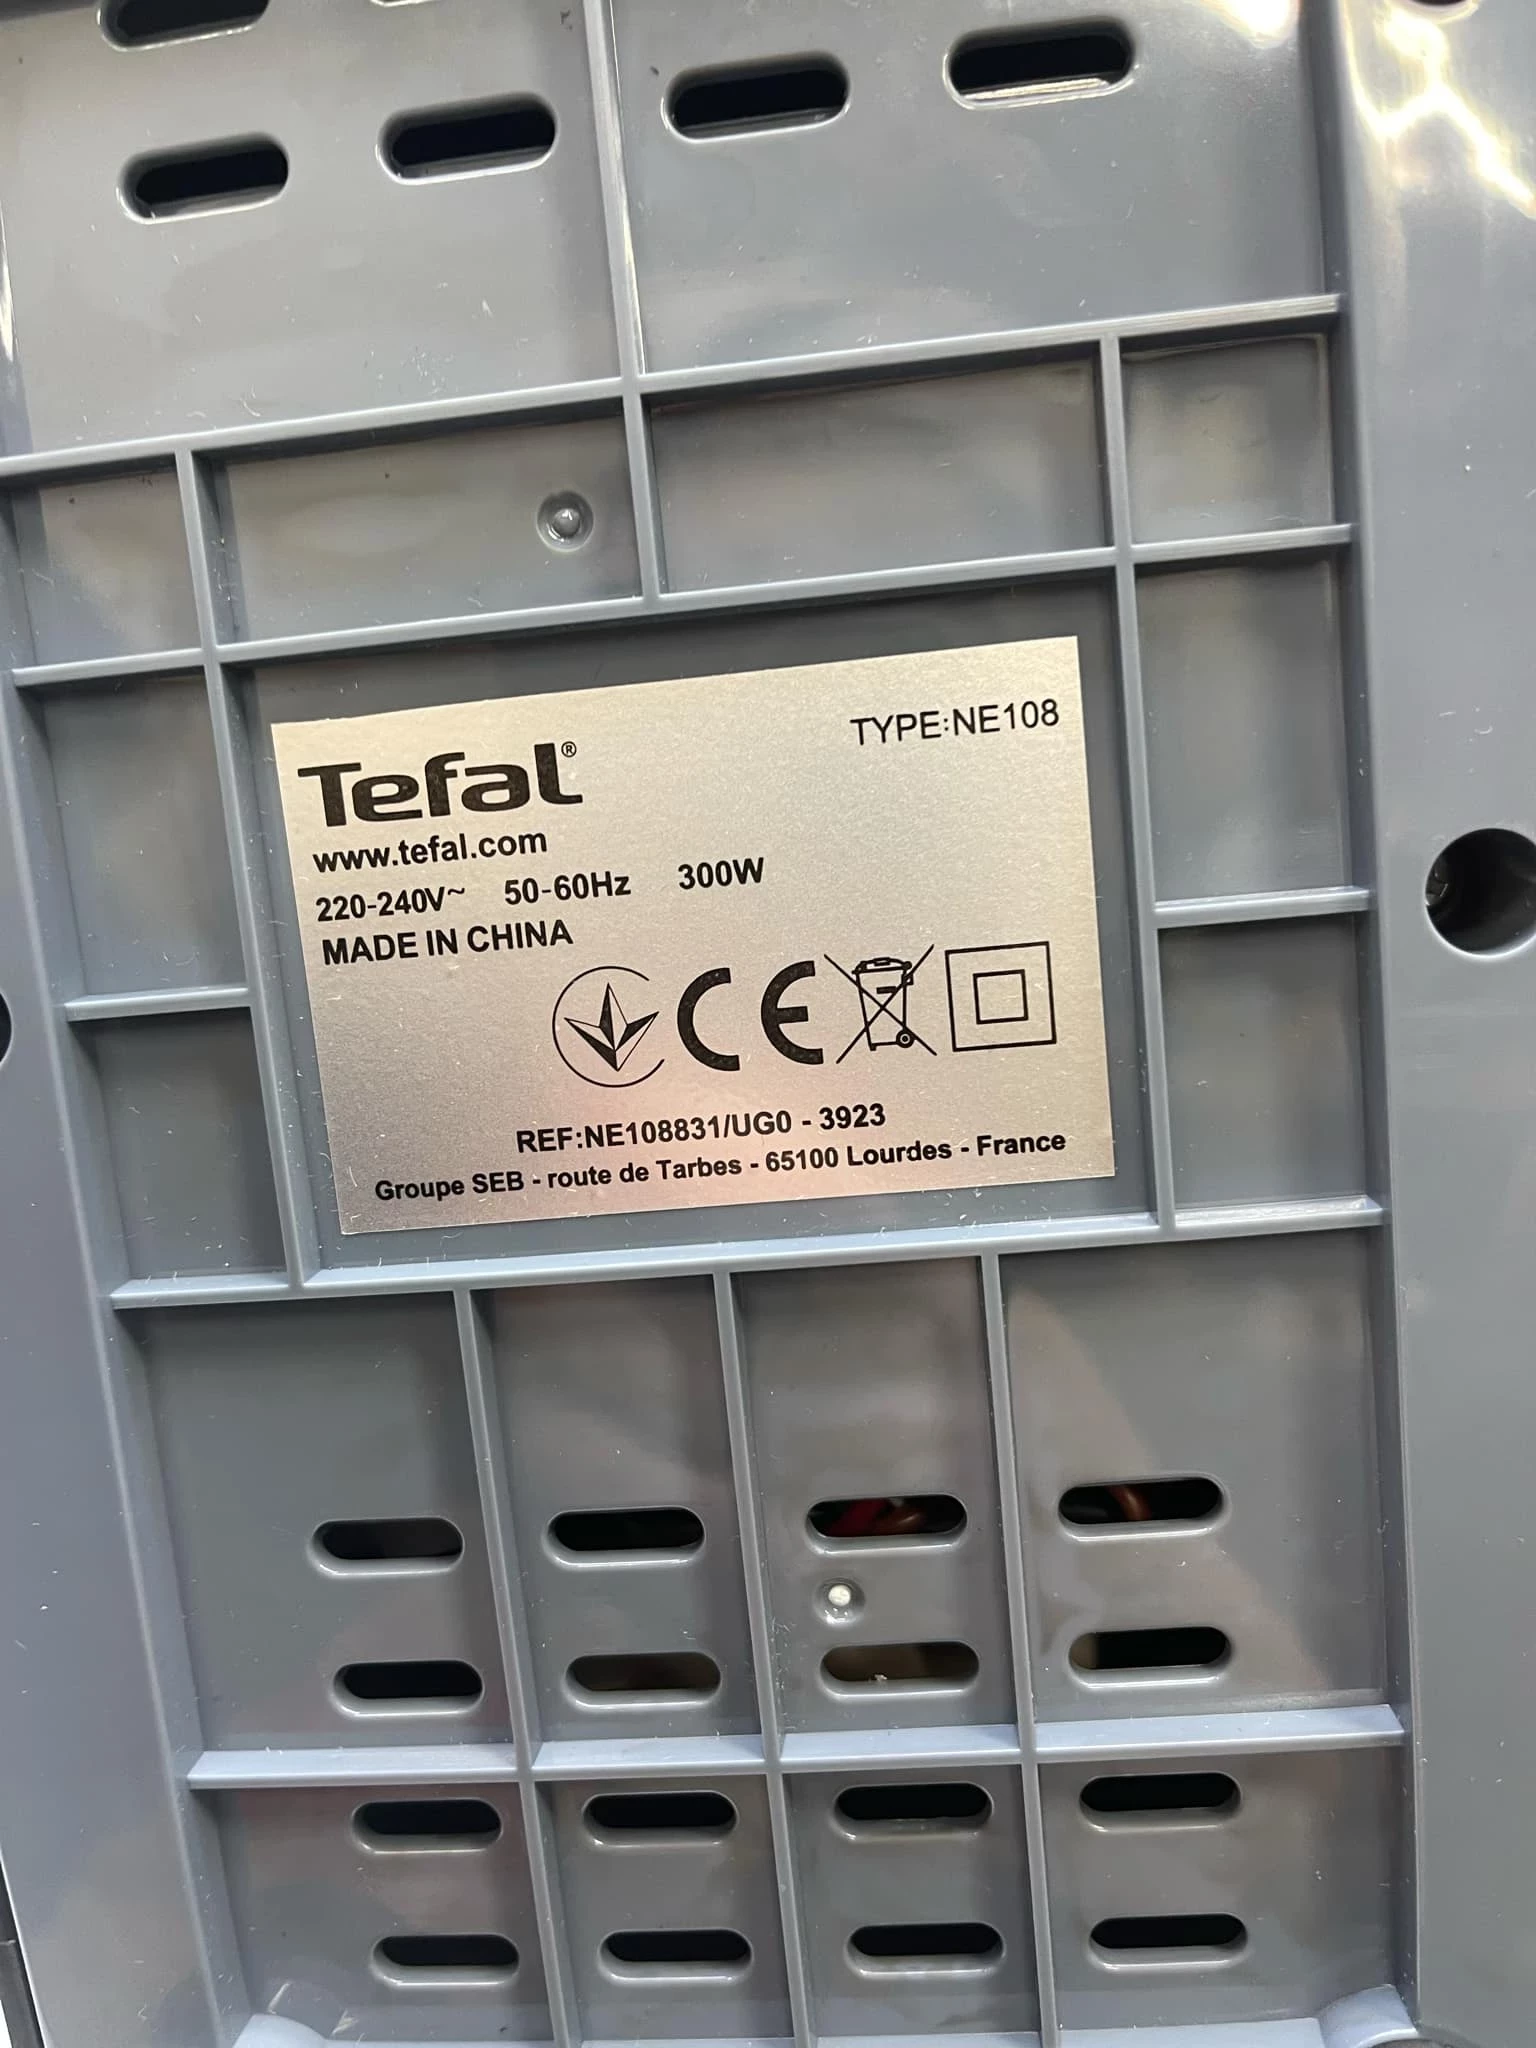 Tefal®
TYPE:NE108
www.tefal.com
220-240V~ 50-60Hz 300W
MADE IN CHINA
CE
REF:NE108831/UG0 - 3923
Groupe SEB - route de Tarbes - 65100 Lourdes - France